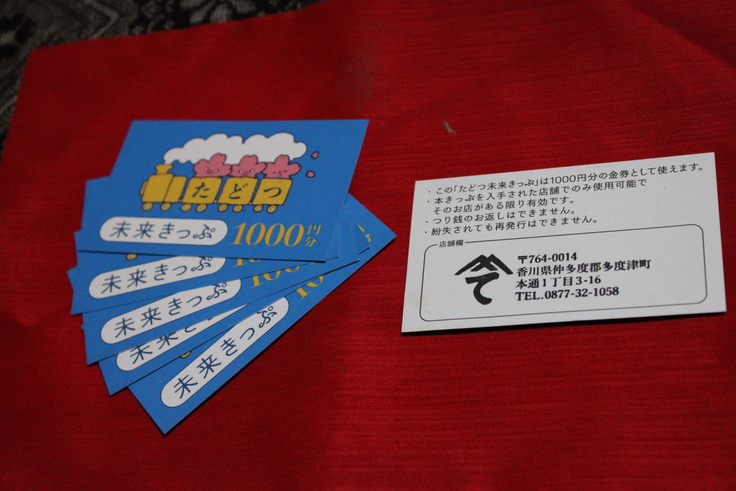 たどつ
未来きっぷ 1000円分
未来きっぷ
未来きっぷ 100
未来きっぷ
未来きっぷ 10
・この「たどつ未来きっぷ」は1000円分の金券として使えます。
・本きっぷを入手された店舗でのみ使用可能で
そのお店がある限り有効です。
・つり銭のお返しはできません。
・紛失されても再発行はできません。
店舗欄
て
〒764-0014
香川県仲多度郡多度津町
本通1丁目3-16
TEL.0877-32-1058